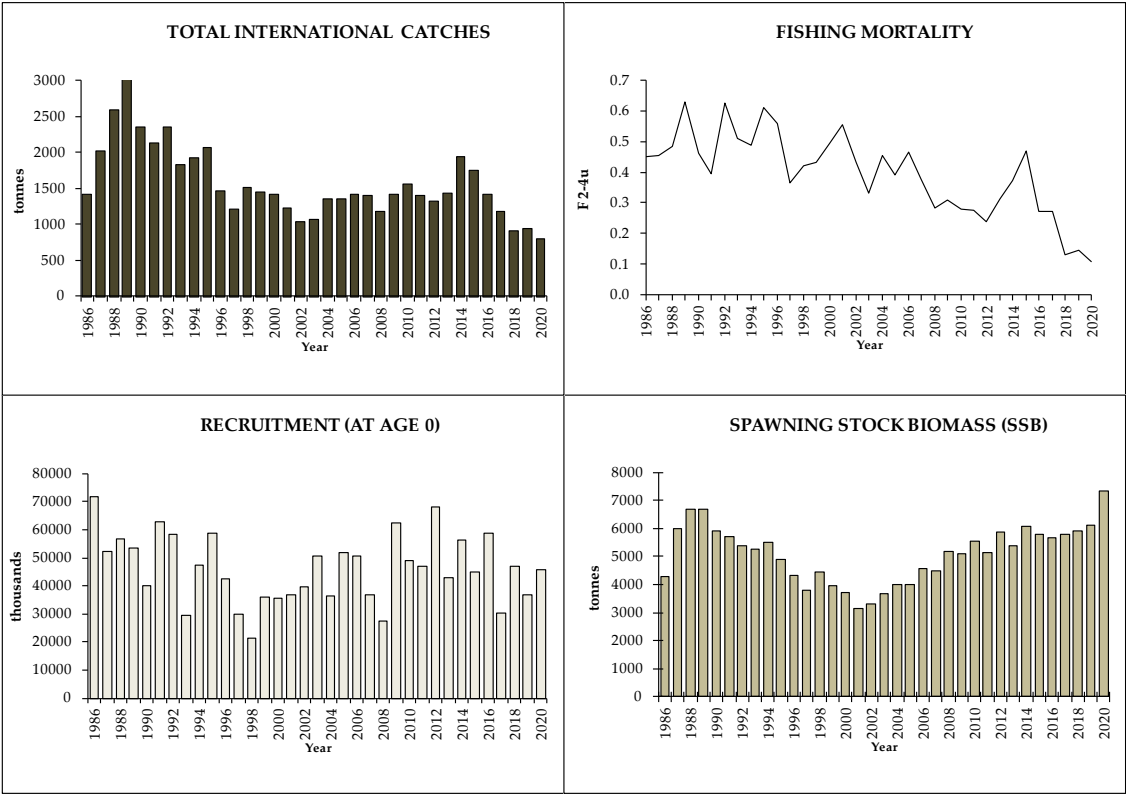 TOTAL INTERNATIONAL CATCHES
3000
2500
2000
1500
1000
500
0
tonnes
1986 1988 1990 1992 1994 1996 1998 2000 2002 2004 2006 2008 2010 2012 2014 2016 2018 2020
Year
FISHING MORTALITY
0.7
0.6
0.5
0.4
0.3
0.2
0.1
0.0
F 2-4u
1986 1988 1990 1992 1994 1996 1998 2000 2002 2004 2006 2008 2010 2012 2014 2016 2018 2020
Year
RECRUITMENT (AT AGE 0)
80000
70000
60000
50000
40000
30000
20000
10000
0
thousands
1986 1988 1990 1992 1994 1996 1998 2000 2002 2004 2006 2008 2010 2012 2014 2016 2018 2020
Year
SPAWNING STOCK BIOMASS (SSB)
8000
7000
6000
5000
4000
3000
2000
1000
0
tonnes
1986 1988 1990 1992 1994 1996 1998 2000 2002 2004 2006 2008 2010 2012 2014 2016 2018 2020
Year